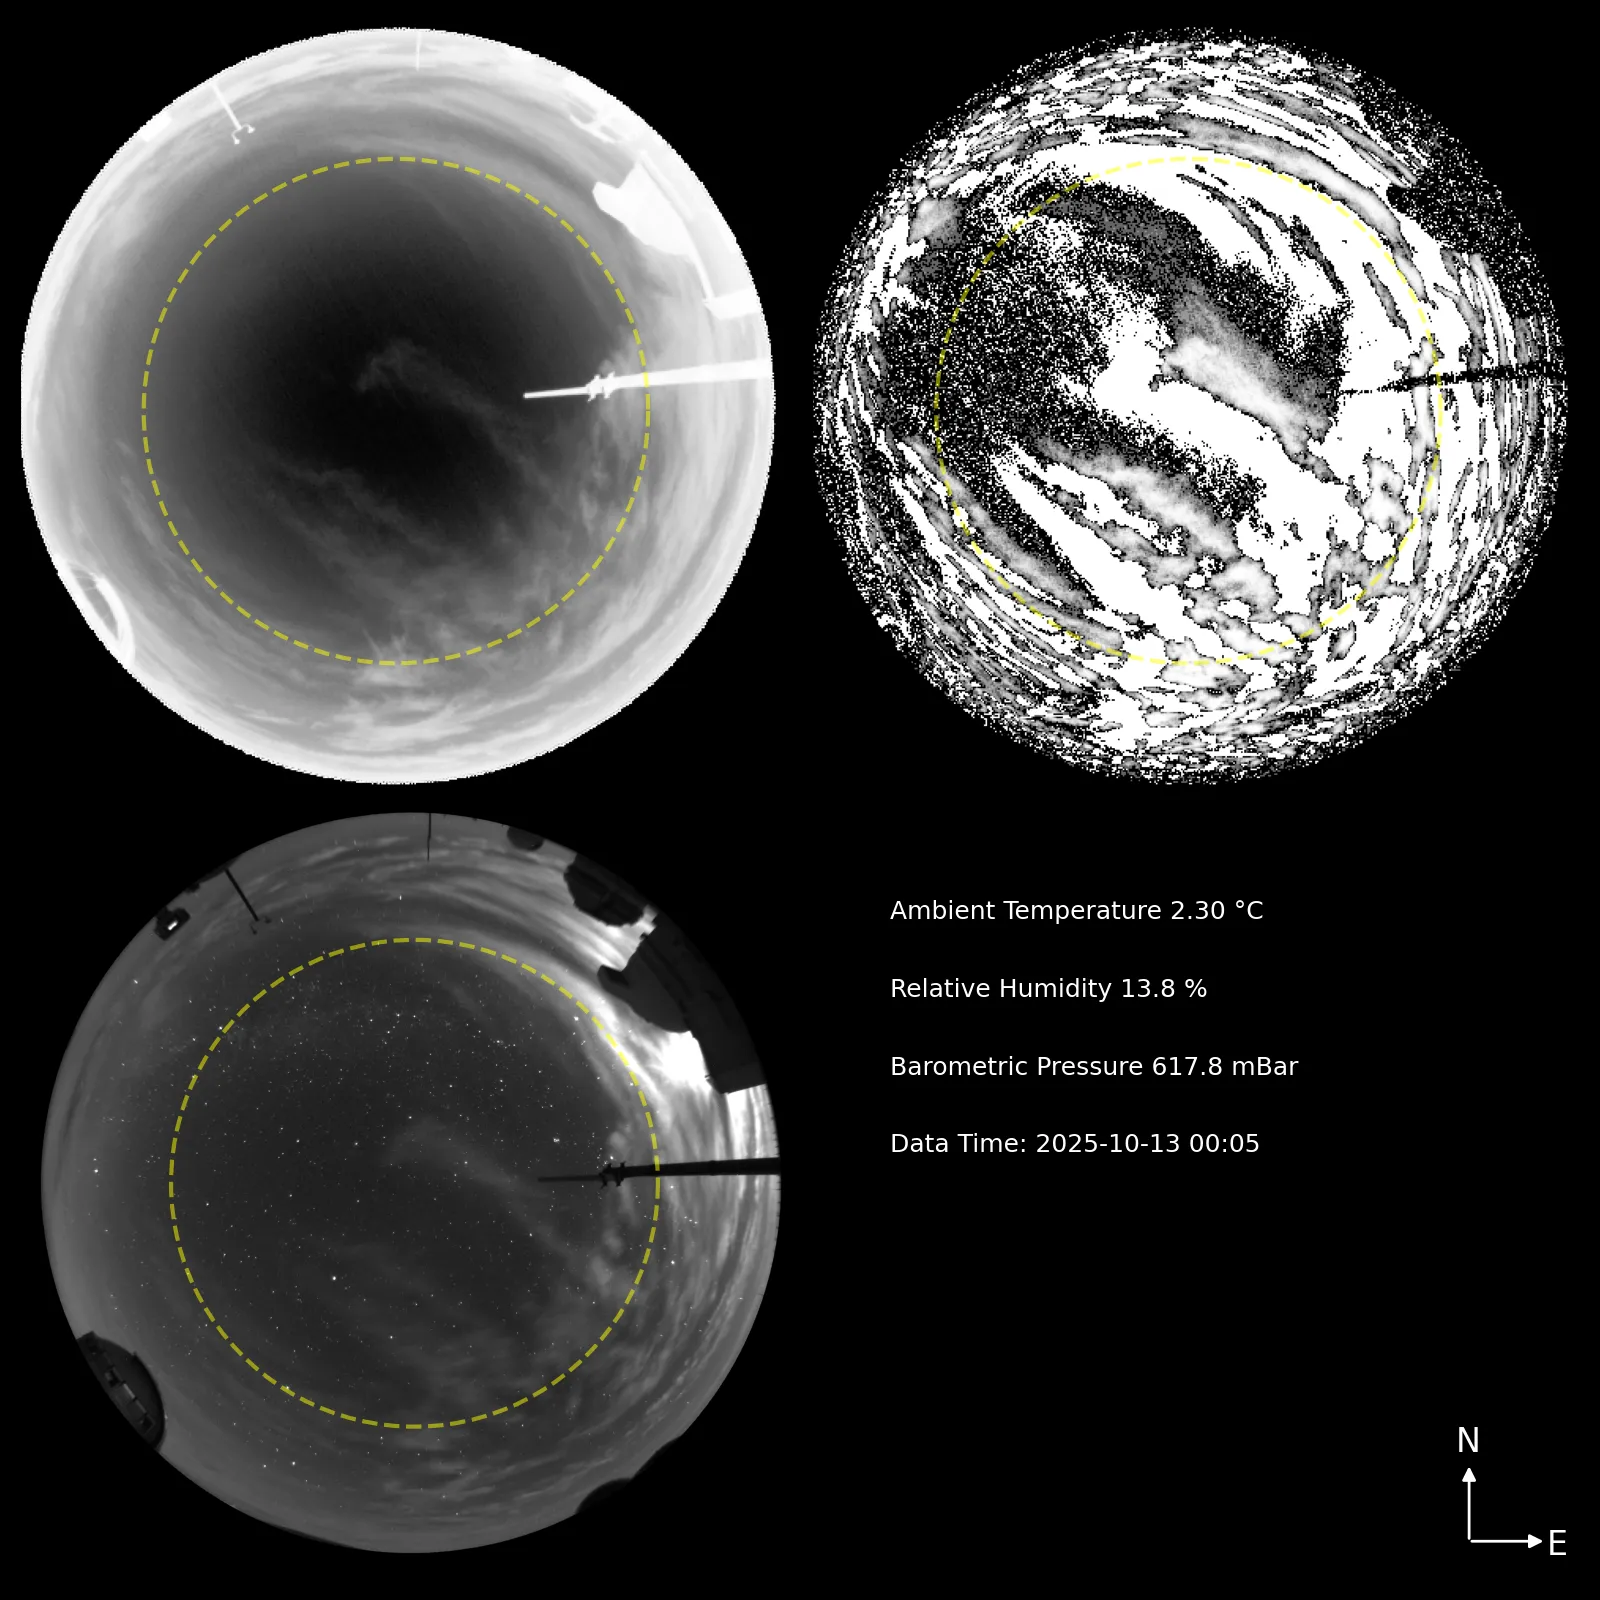 Ambient Temperature 2.30 °C
Relative Humidity 13.8 %
Barometric Pressure 617.8 mBar
Data Time: 2025-10-13 00:05
N
E